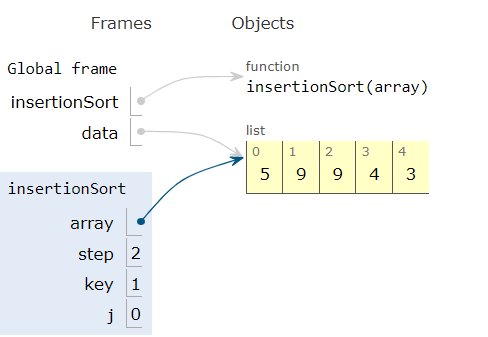 Frames Objects
Global frame
insertionSort
data
function
insertionSort(array)
list
0 1 2 3 4
5 9 9 4 3
insertionSort
array
step 2
key 1
j 0